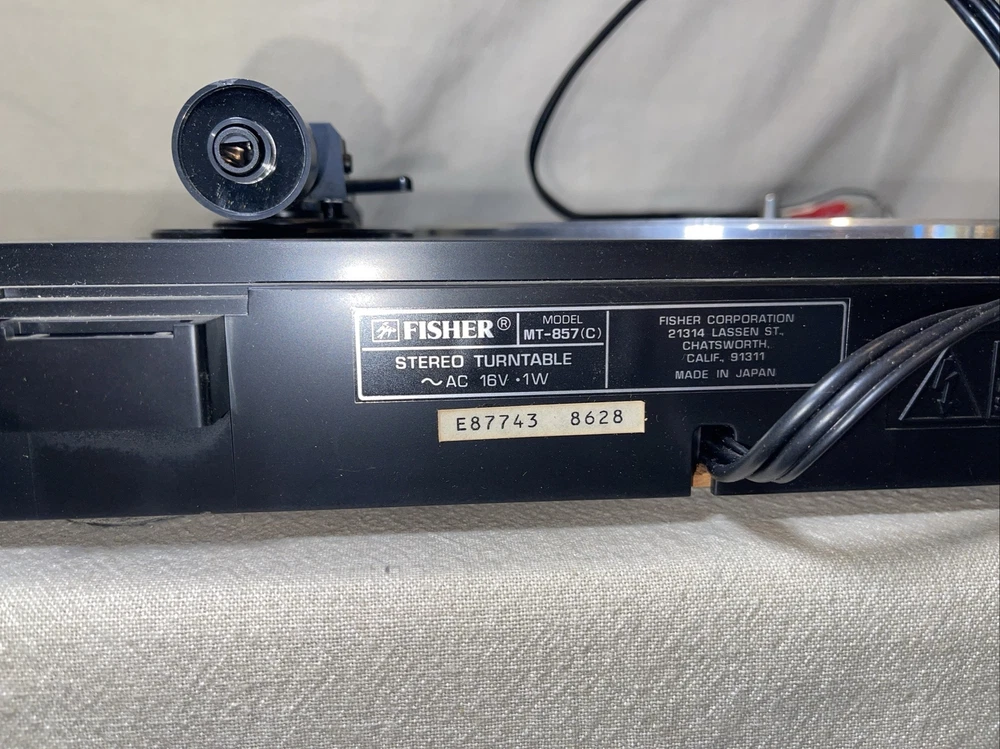 FISHER®
MODEL
MT-857(C)
STEREO TURNTABLE
~AC 16V • 1W
FISHER CORPORATION
21314 LASSEN ST.,
CHATSWORTH,
CALIF., 91311
MADE IN JAPAN
E87743 8628